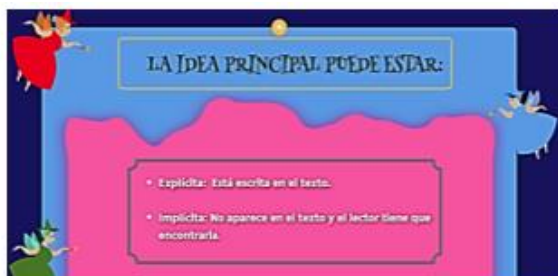 LA IDEA PRINCIPAL PUEDE ESTAR:
• Explícita: Está escrita en el texto.
• Implícita: No aparece en el texto y el lector tiene que
encontrarla.